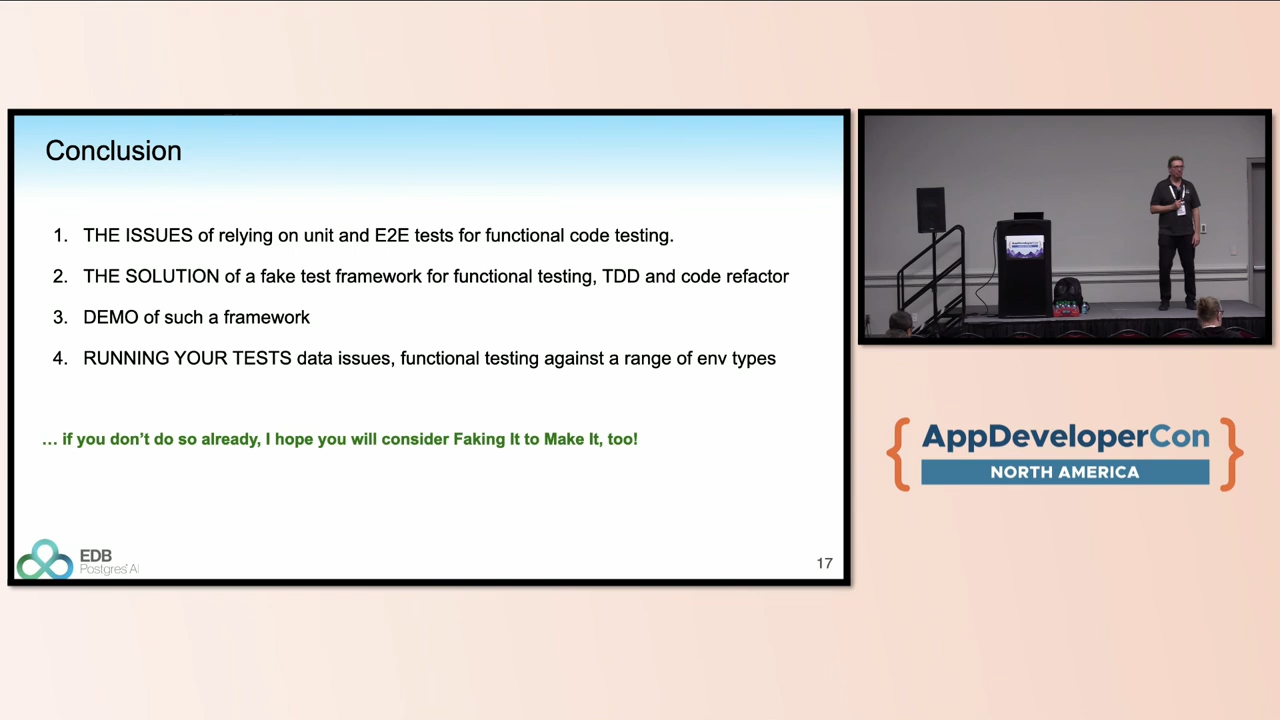 Conclusion
1. THE ISSUES of relying on unit and E2E tests for functional code testing.
2. THE SOLUTION of a fake test framework for functional testing, TDD and code refactor
3. DEMO of such a framework
4. RUNNING YOUR TESTS data issues, functional testing against a range of env types
... if you don't do so already, I hope you will consider Faking It to Make It, too!
EDB
Postgres AI
17
AppDeveloperCon
{ AppDeveloperCon }
NORTH AMERICA